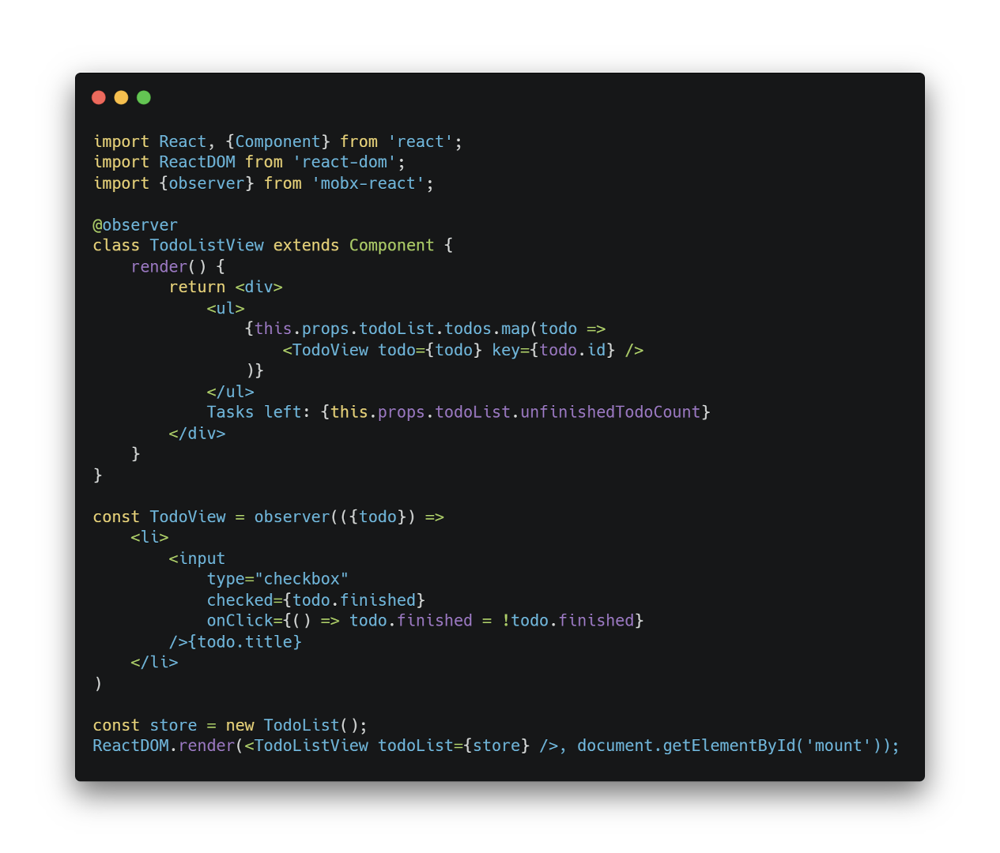 import React, {Component} from 'react';
import ReactDOM from 'react-dom';
import {observer} from 'mobx-react';

@observer
class TodoListView extends Component {
    render() {
        return <div>
            <ul>
                {this.props.todoList.todos.map(todo =>
                    <TodoView todo={todo} key={todo.id} />
                )}
            </ul>
            Tasks left: {this.props.todoList.unfinishedTodoCount}
        </div>
    }
}

const TodoView = observer(({todo}) =>
    <li>
        <input
            type="checkbox"
            checked={todo.finished}
            onClick={() => todo.finished = !todo.finished}
        />{todo.title}
    </li>
)

const store = new TodoList();
ReactDOM.render(<TodoListView todoList={store} />, document.getElementById('mount'));